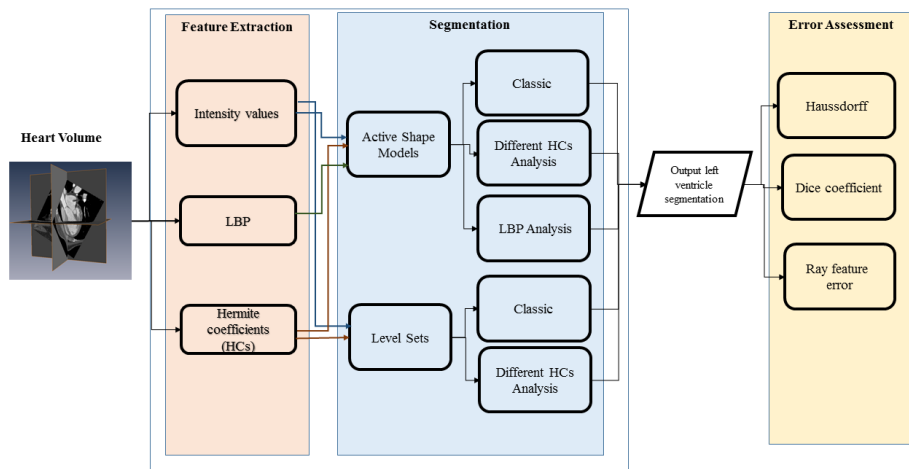 Feature Extraction
Segmentation
Error Assessment
Heart Volume
Intensity values
LBP
Hermite
coefficients
(HCs)
Active Shape
Models
Level Sets
Classic
Different HCs
Analysis
LBP Analysis
Classic
Different HCs
Analysis
Output left
ventricle
segmentation
Haussdorff
Dice coefficient
Ray feature
error